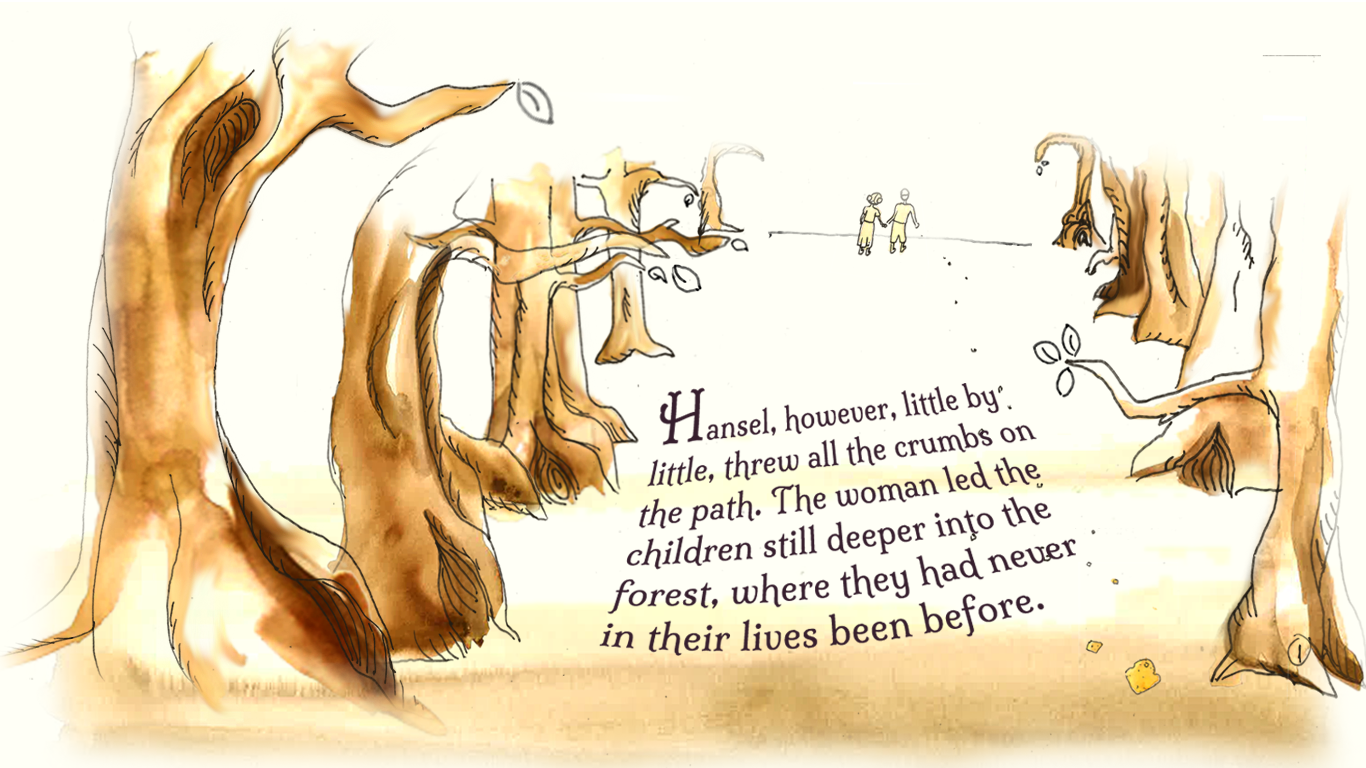 Hansel, however, little by
little, threw all the crumbs on
the path. The woman led the
children still deeper into the
forest, where they had never
in their lives been before.
1